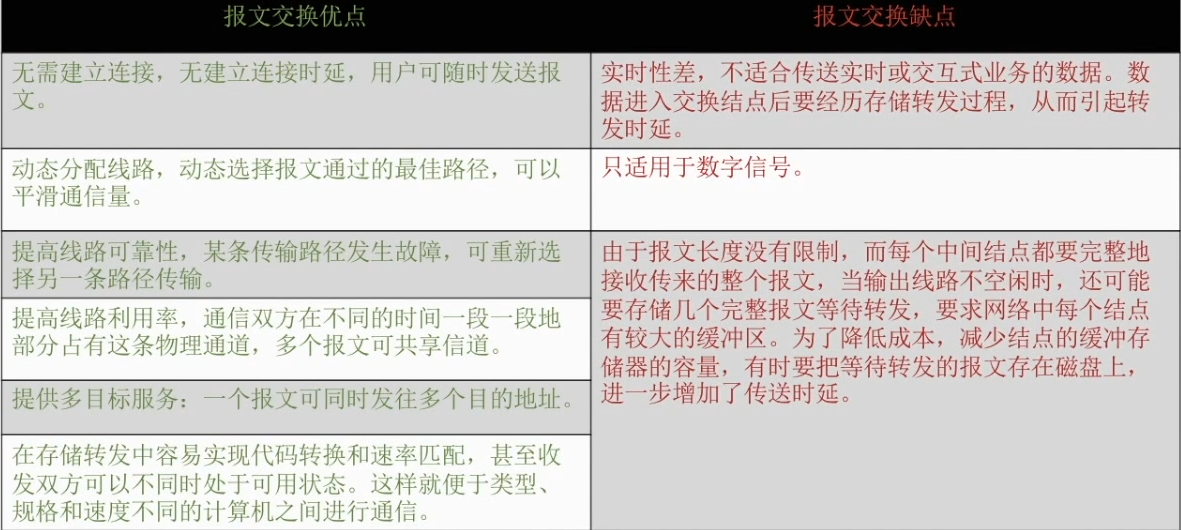 报文交换优点
报文交换缺点
无需建立连接，无建立连接时延，用户可随时发送报
文。
实时性差，不适合传送实时或交互式业务的数据。数
据进入交换结点后要经历存储转发过程，从而引起转
发时延。
动态分配线路，动态选择报文通过的最佳路径，可以
平滑通信量。
只适用于数字信号。
提高线路可靠性，某条传输路径发生故障，可重新选
择另一条路径传输。
提高线路利用率，通信双方在不同的时间一段一段地
部分占有这条物理通道，多个报文可共享信道。
提供多目标服务：一个报文可同时发往多个目的地址。
在存储转发中容易实现代码转换和速率匹配，甚至收
发双方可以不同时处于可用状态。这样就便于类型、
规格和速度不同的计算机之间进行通信。
由于报文长度没有限制，而每个中间结点都要完整地
接收传来的整个报文，当输出线路不空闲时，还可能
要存储几个完整报文等待转发，要求网络中每个结点
有较大的缓冲区。为了降低成本，减少结点的缓冲存
储器的容量，有时要把等待转发的报文存在磁盘上，
进一步增加了传送时延。